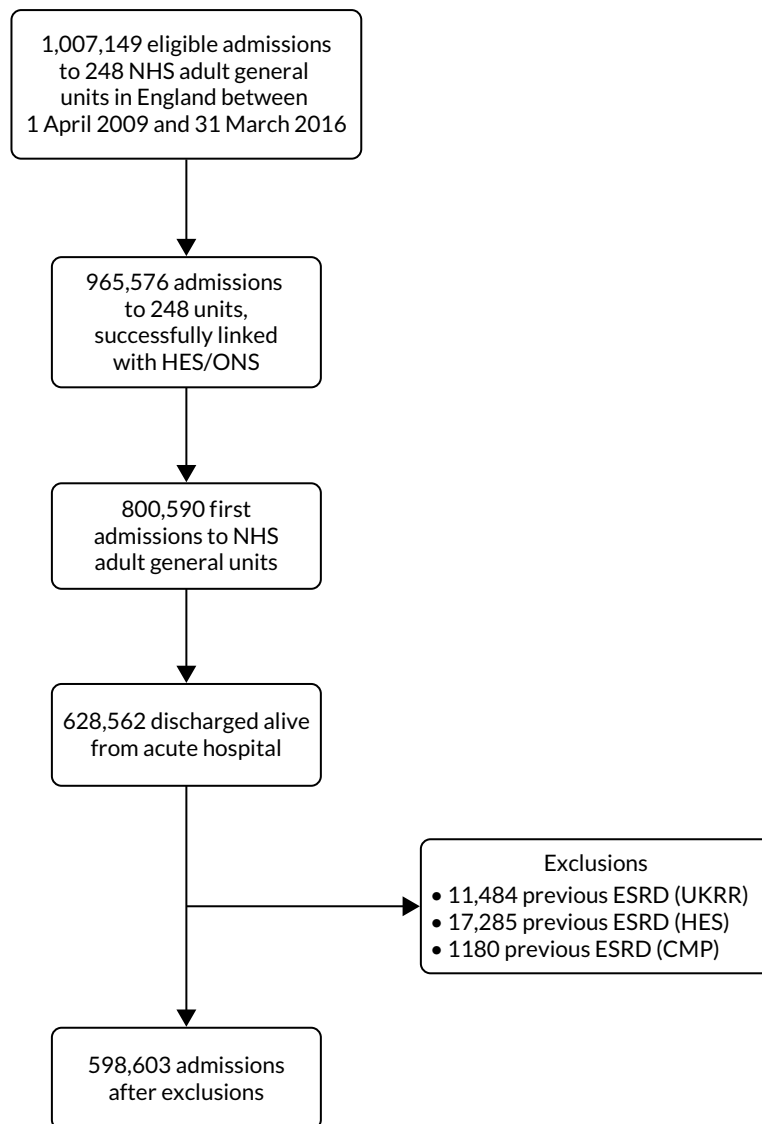 1,007,149 eligible admissions
to 248 NHS adult general
units in England between
1 April 2009 and 31 March 2016
965,576 admissions
to 248 units,
successfully linked
with HES/ONS
800,590 first
admissions to NHS
adult general units
628,562 discharged alive
from acute hospital
Exclusions
• 11,484 previous ESRD (UKRR)
• 17,285 previous ESRD (HES)
• 1180 previous ESRD (CMP)
598,603 admissions
after exclusions